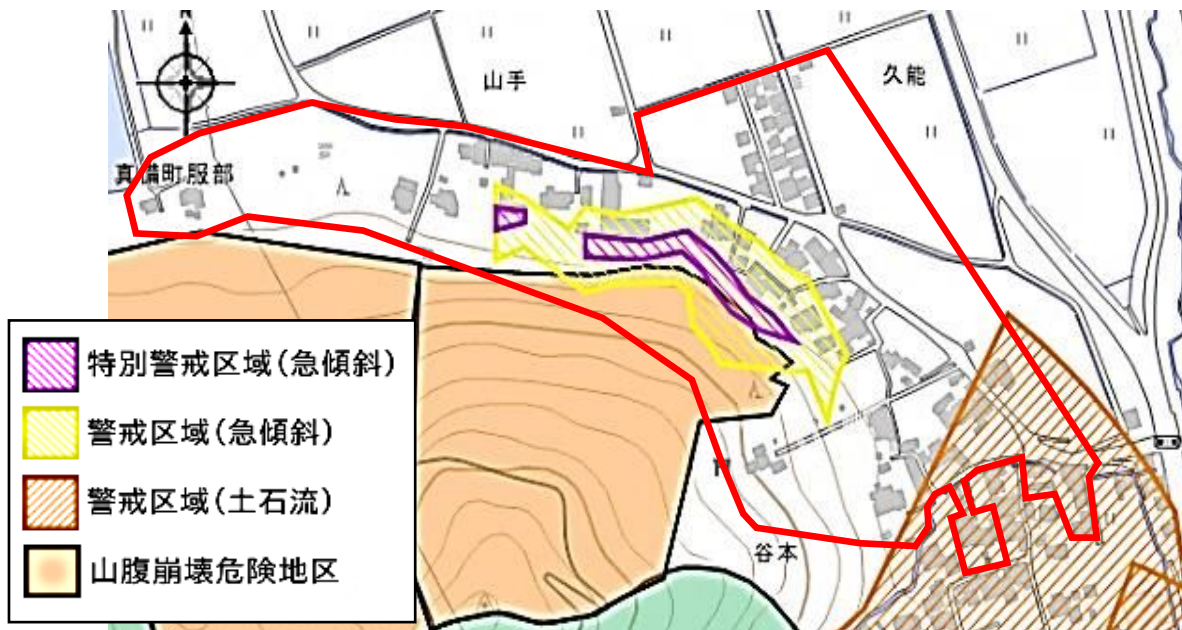 N
山手
久能
真備町服部
谷本
特別警戒区域(急傾斜)
警戒区域(急傾斜)
警戒区域(土石流)
山腹崩壊危険地区